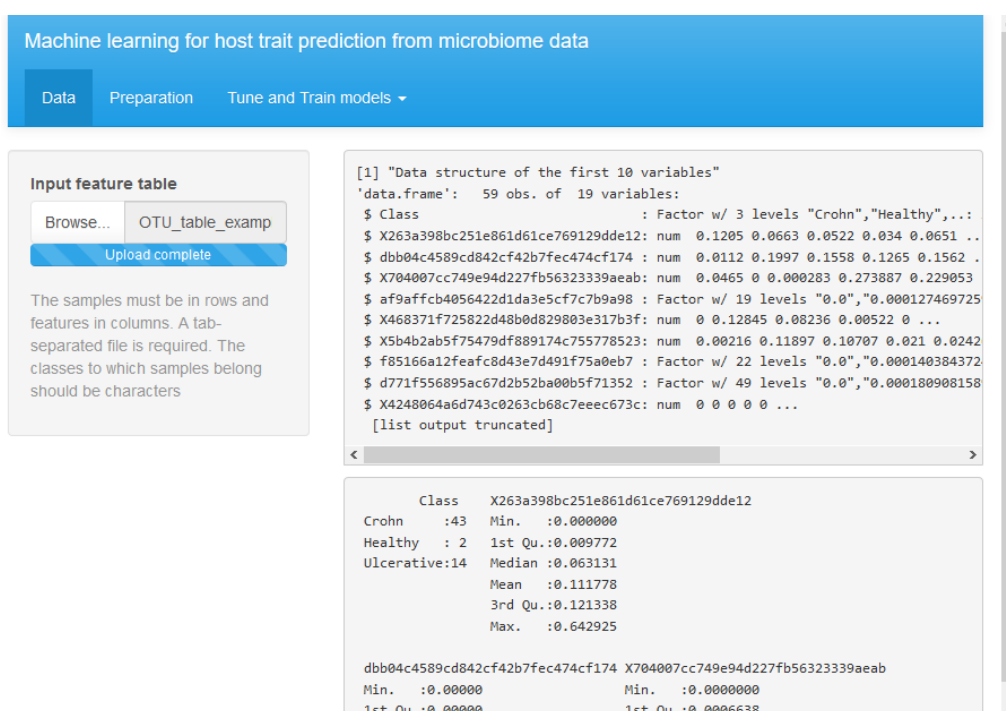 Machine learning for host trait prediction from microbiome data
Data Preparation Tune and Train models
Input feature table
Browse... OTU_table_examp
Upload complete
The samples must be in rows and
features in columns. A tab-
separated file is required. The
classes to which samples belong
should be characters
[1] "Data structure of the first 10 variables"
'data.frame': 59 obs. of 19 variables:
$ Class : Factor w/ 3 levels "Crohn","Healthy",..:
$ X263a398bc251e861d61ce769129dde12: num 0.1205 0.0663 0.0522 0.034 0.0651 ..
$ dbb04c4589cd842cf42b7fec474cf174 : num 0.0112 0.1997 0.1558 0.1265 0.1562 .
$ X704007cc749e94d227fb56323339aeab: num 0.0465 0 0.000283 0.273887 0.229053
$ af9affcb4056422d1da3e5cf7c7b9a98 : Factor w/ 19 levels "0.0","0.000127469725
$ X468371f725822d48b0d829803e317b3f: num 0 0.12845 0.08236 0.00522 0 ...
$ X5b4b2ab5f75479df889174c755778523: num 0.00216 0.11897 0.10707 0.021 0.0242
$ f85166a12feafc8d43e7d491f75a0eb7 : Factor w/ 22 levels "0.0","0.000140384372
$ d771f556895ac67d2b52ba00b5f71352 : Factor w/ 49 levels "0.0","0.000180908158
$ X4248064a6d743c0263cb68c7eeec673c: num 0 0 0 0 0 ...
[list output truncated]
Class X263a398bc251e861d61ce769129dde12
Crohn :43 Min. :0.000000
Healthy : 2 1st Qu.:0.009772
Ulcerative:14 Median :0.063131
Mean :0.111778
3rd Qu.:0.121338
Max. :0.642925
dbb04c4589cd842cf42b7fec474cf174 X704007cc749e94d227fb56323339aeab
Min. :0.00000 Min. :0.0000000
1st Qu.:0.00000 1st Qu.:0.0006638